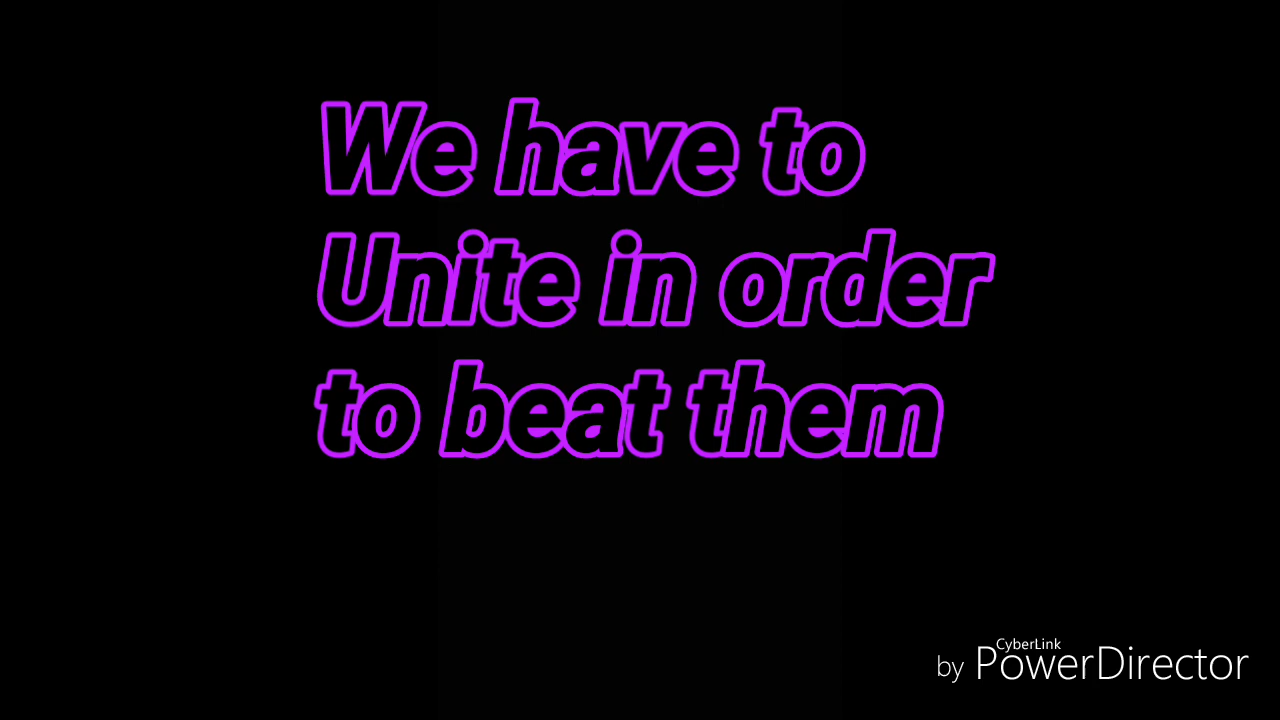 We have to
Unite in order
to beat them
CyberLink
by PowerDirector